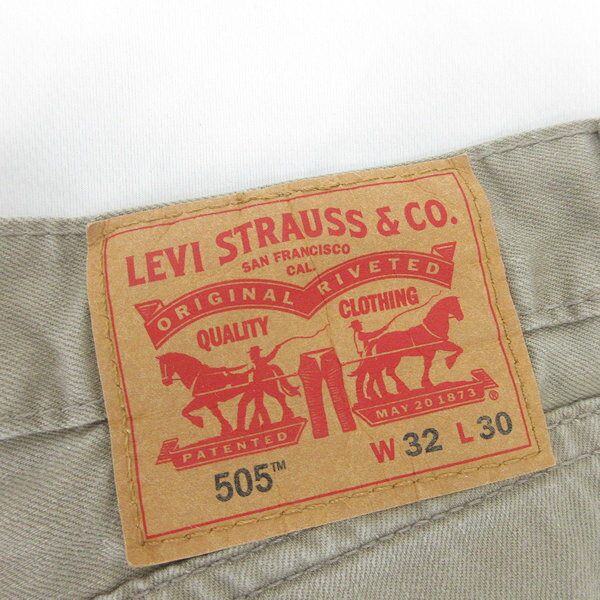 LEVI STRAUSS & CO.
SAN FRANCISCO
CAL.
ORIGINAL RIVETED
QUALITY CLOTHING
PATENTED MAY 20 1873 ®
505™ W 32 L 30